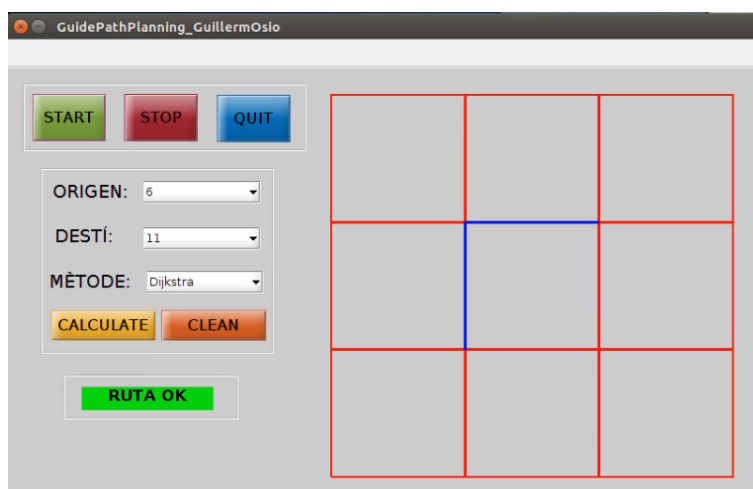 GuidePathPlanning_GuillermOsio
START STOP QUIT
ORIGEN: 6
DESTÍ: 11
MÈTODE: Dijkstra
CALCULATE CLEAN
RUTA OK